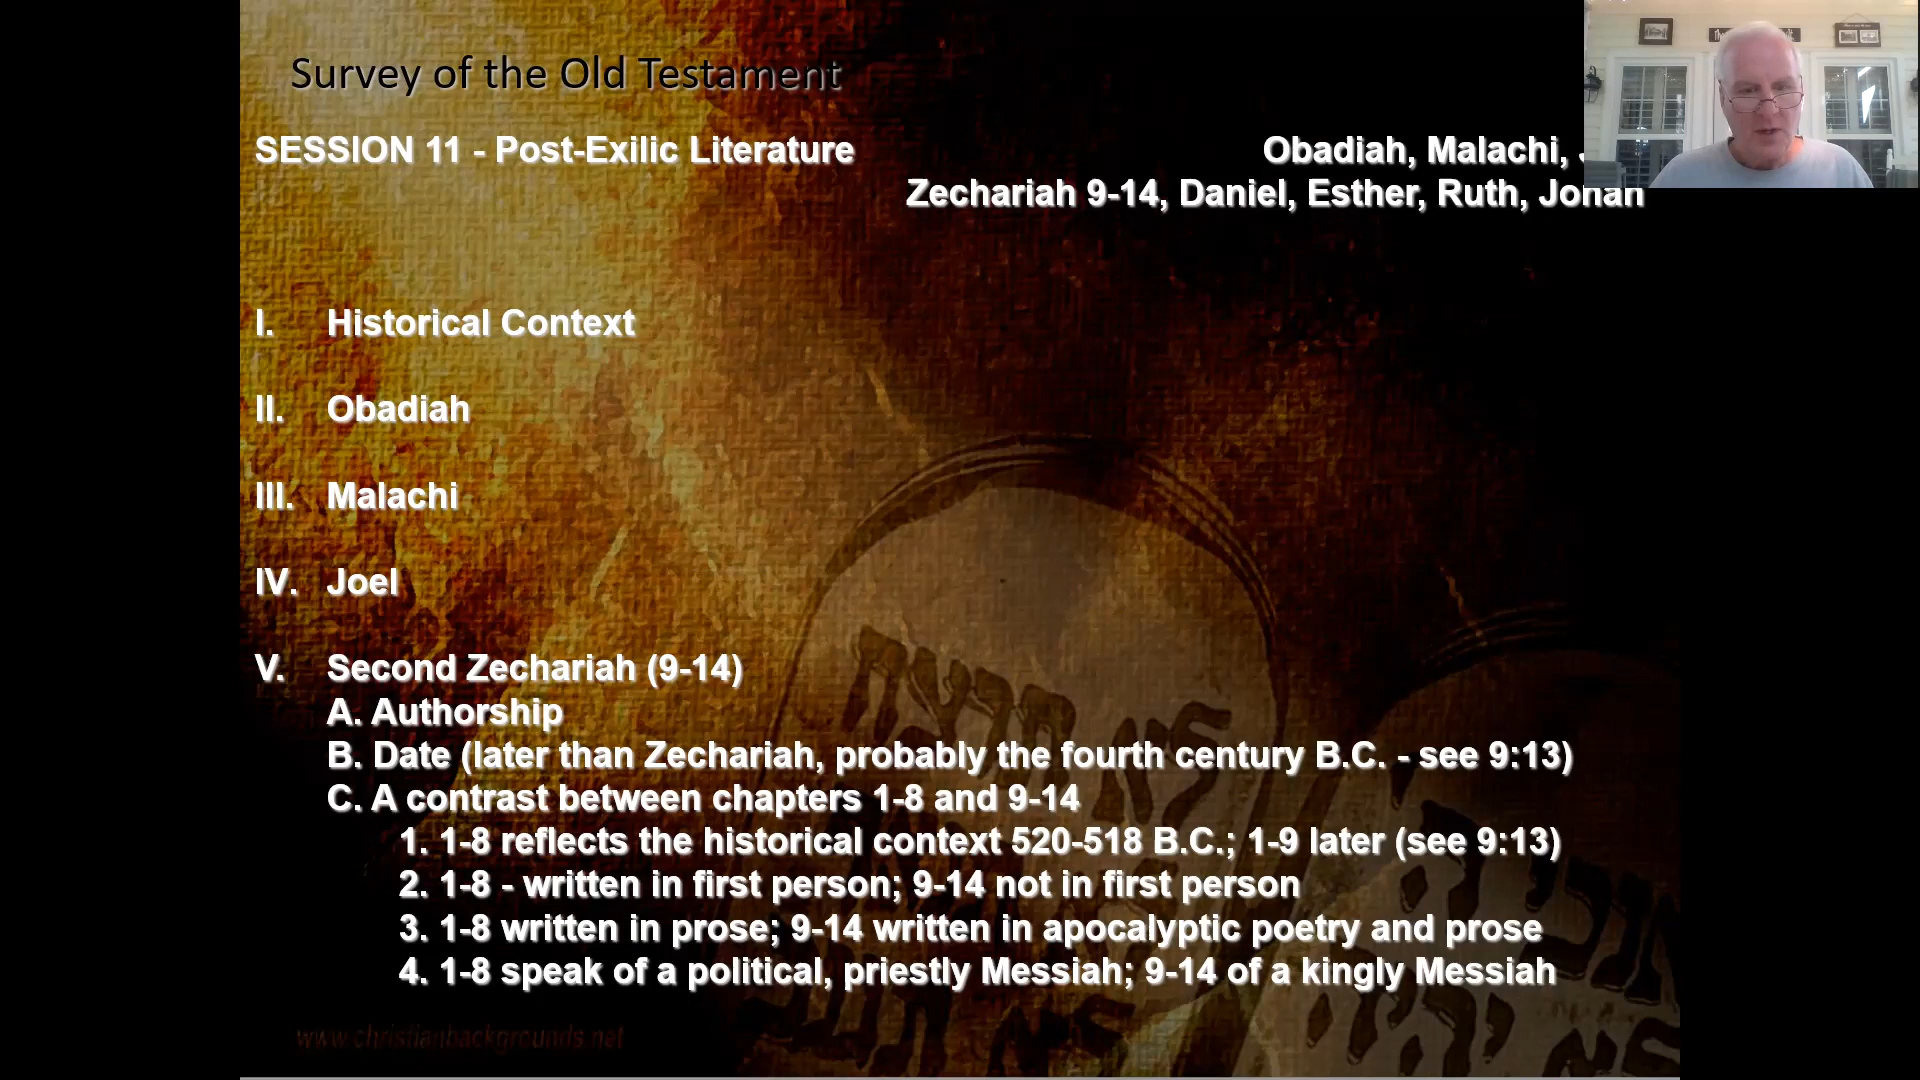 Survey of the Old Testament
SESSION 11 - Post-Exilic Literature
Obadiah, Malachi,
Zechariah 9-14, Daniel, Esther, Ruth, Jonah
I. Historical Context
II. Obadiah
III. Malachi
IV. Joel
V. Second Zechariah (9-14)
A. Authorship
B. Date (later than Zechariah, probably the fourth century B.C. - see 9:13)
C. A contrast between chapters 1-8 and 9-14
1. 1-8 reflects the historical context 520-518 B.C.; 1-9 later (see 9:13)
2. 1-8 - written in first person; 9-14 not in first person
3. 1-8 written in prose; 9-14 written in apocalyptic poetry and prose
4. 1-8 speak of a political, priestly Messiah; 9-14 of a kingly Messiah
www.christianbackgrounds.net